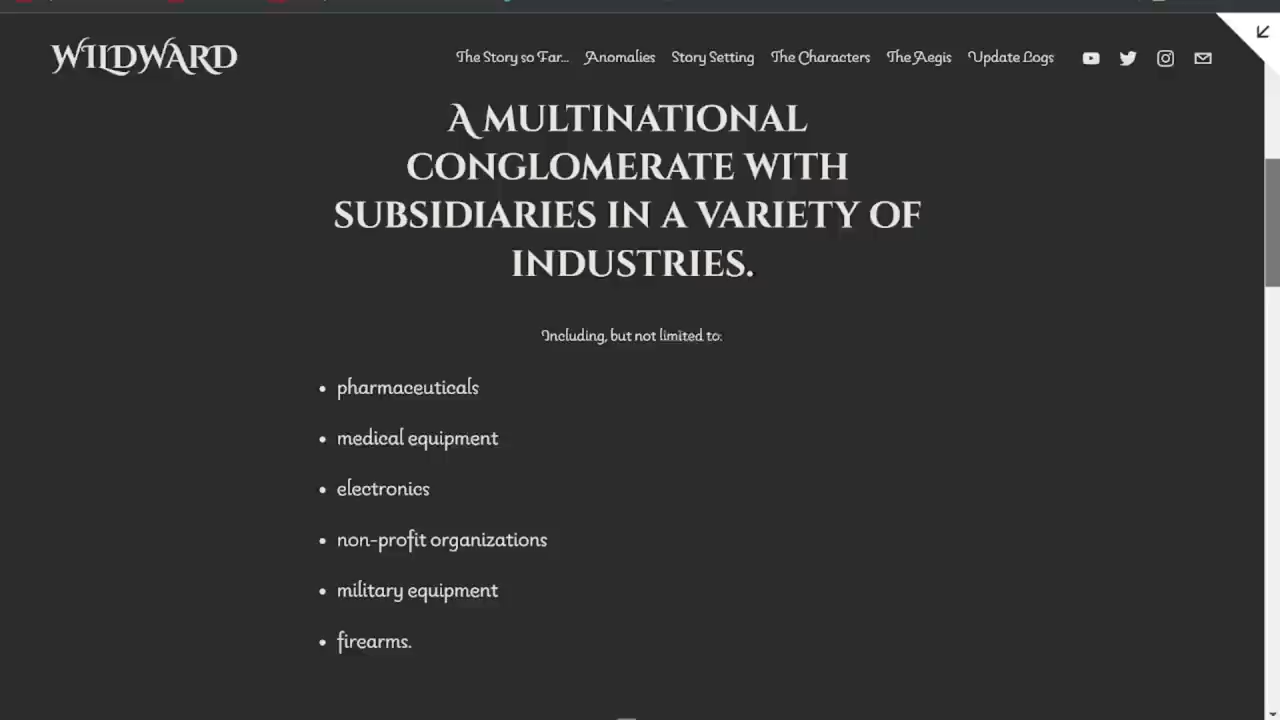 WILDWARD
The Story so Far... Anomalies Story Setting The Characters The Aegis Update Logs
A MULTINATIONAL
CONGLOMERATE WITH
SUBSIDIARIES IN A VARIETY OF
INDUSTRIES.
Including, but not limited to:
• pharmaceuticals
• medical equipment
• electronics
• non-profit organizations
• military equipment
• firearms.